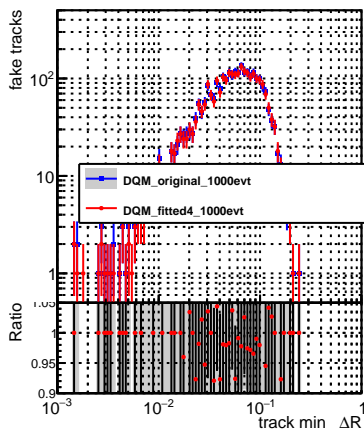 fake tracks
10²
10
1
DQM_original_1000evt
DQM_fitted4_1000evt
Ratio
1.05
1
0.95
0.9
10⁻³
10⁻²
10⁻¹
1
track min ΔR